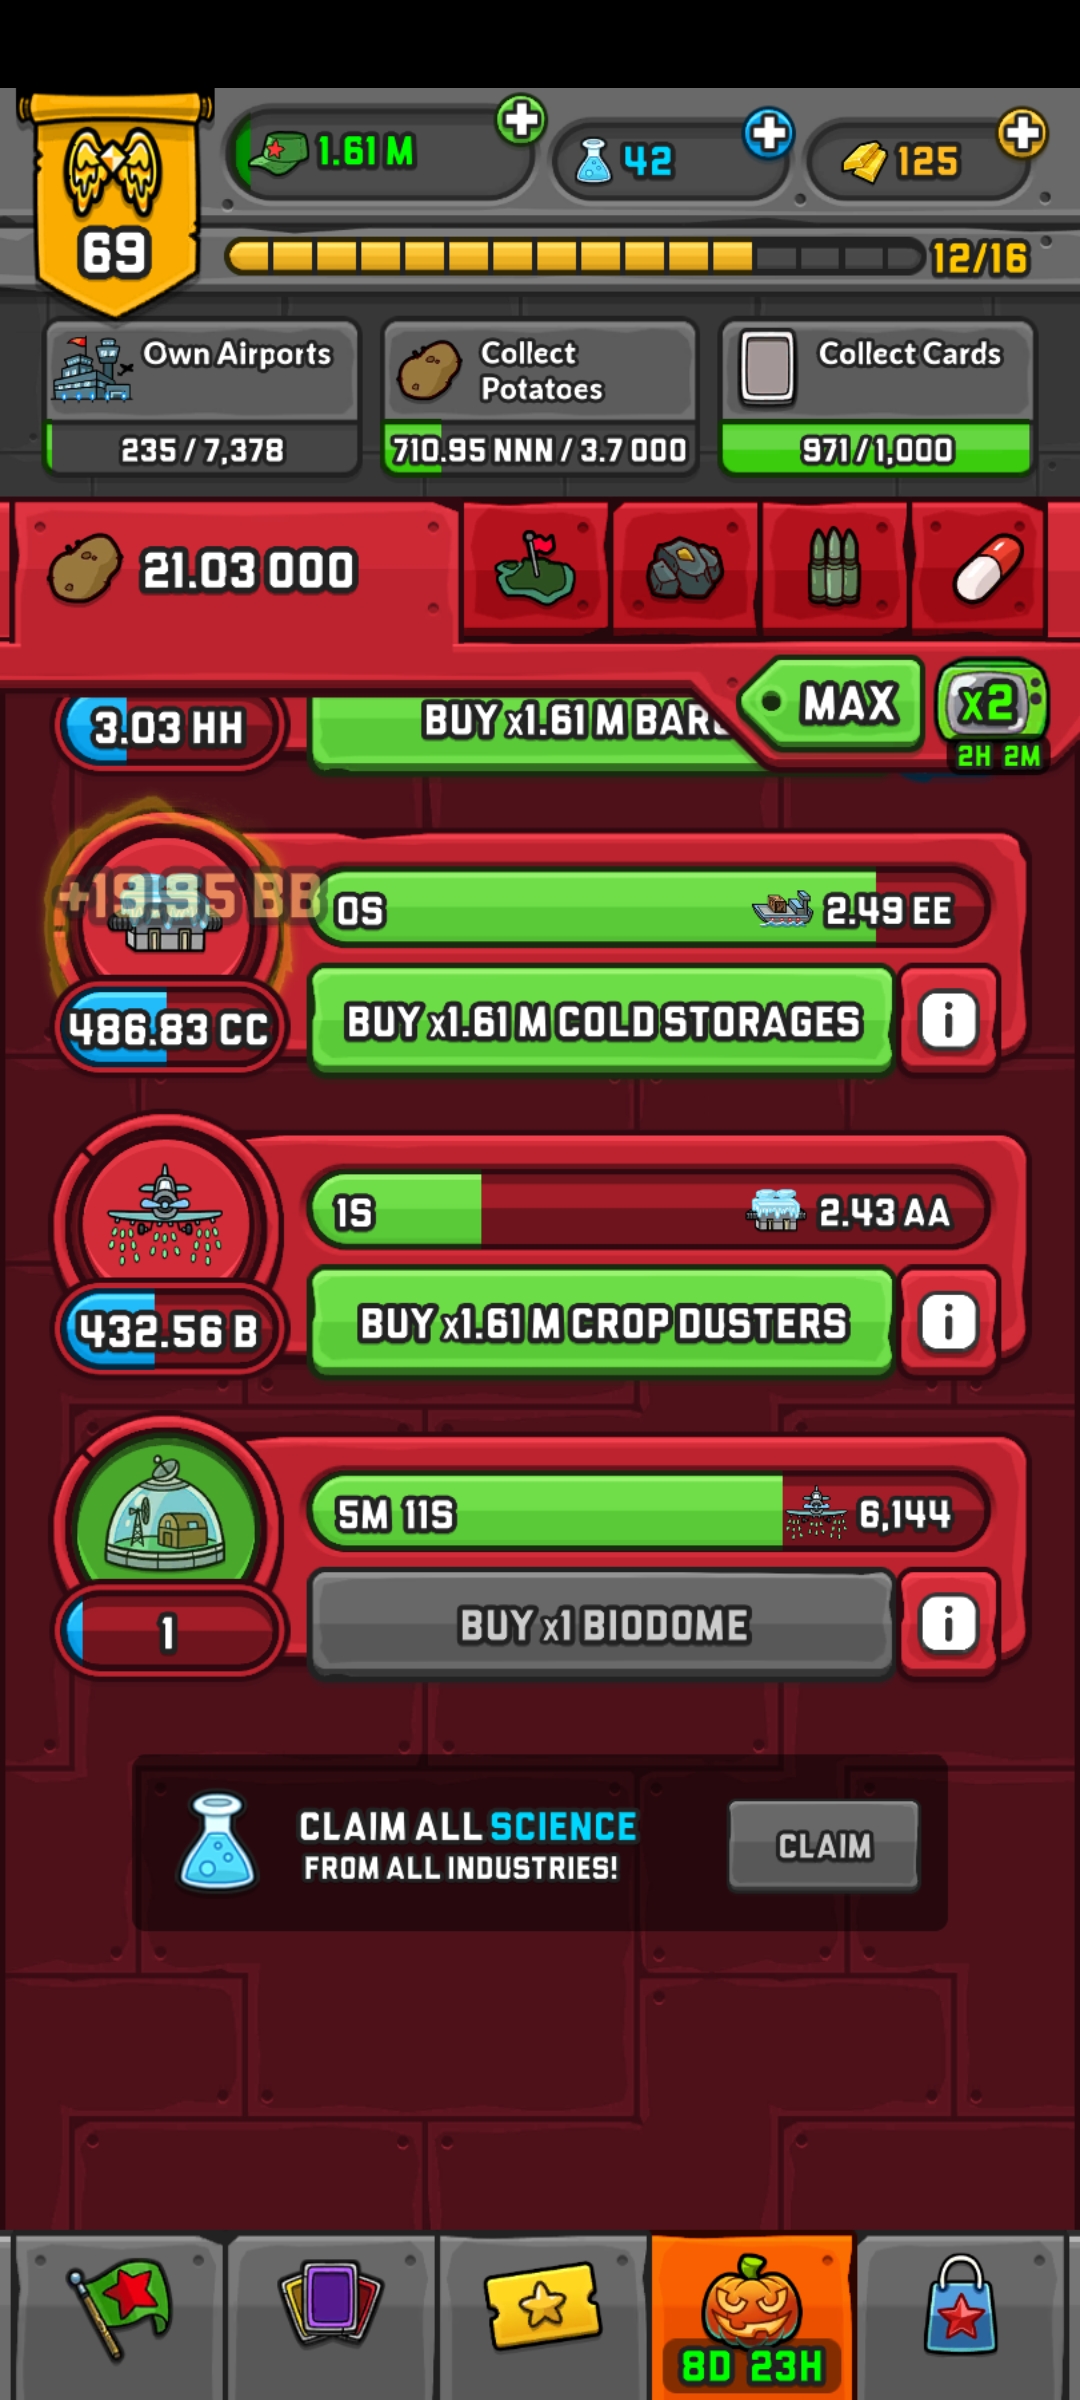 69
1.61 M
42
125
12/16
Own Airports
235 / 7,378
Collect
Potatoes
710.95 NNN / 3.7 OOO
Collect Cards
971 / 1,000
21.03 OOO
MAX
x2
2H 2M
3.03 HH
BUY x1.61 M
+19.95 BB
0S
2.49 EE
486.83 CC
BUY x1.61 M COLD STORAGES
i
1S
2.43 AA
432.56 B
BUY x1.61 M CROP DUSTERS
i
5M 11S
6,144
1
BUY x1 BIODOME
i
CLAIM ALL SCIENCE
FROM ALL INDUSTRIES!
CLAIM
8D 23H